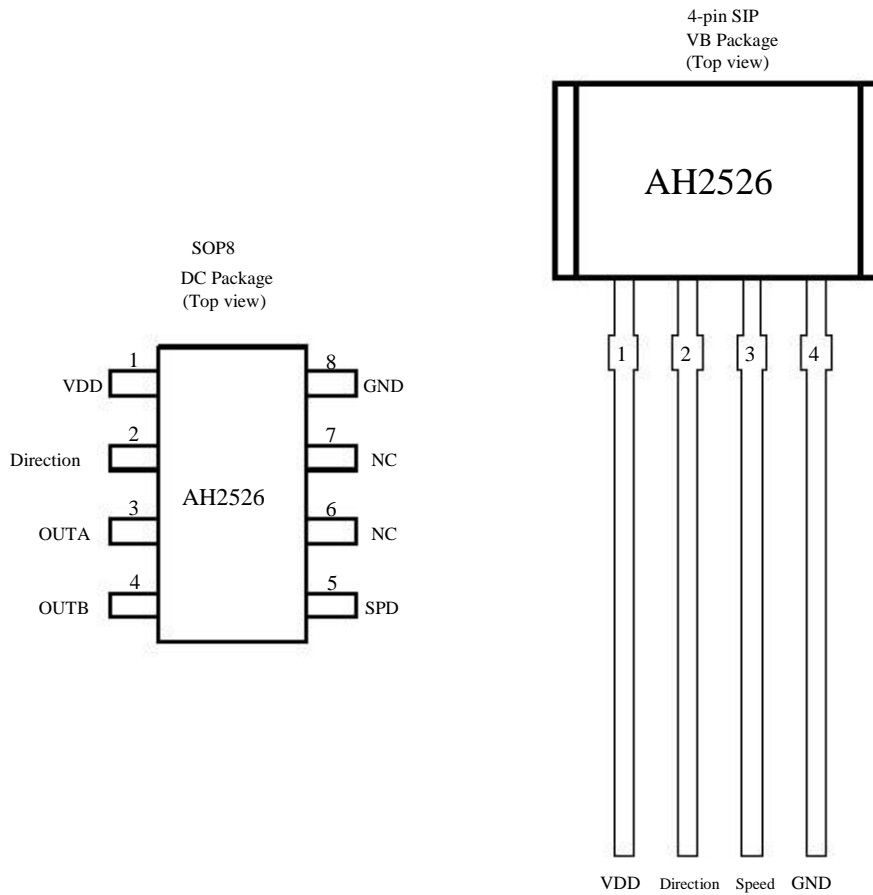 4-pin SIP
VB Package
(Top view)
AH2526
1
2
3
4
VDD
Direction
Speed
GND
SOP8
DC Package
(Top view)
1
VDD
2
Direction
3
OUTA
4
OUTB
AH2526
8
GND
7
NC
6
NC
5
SPD